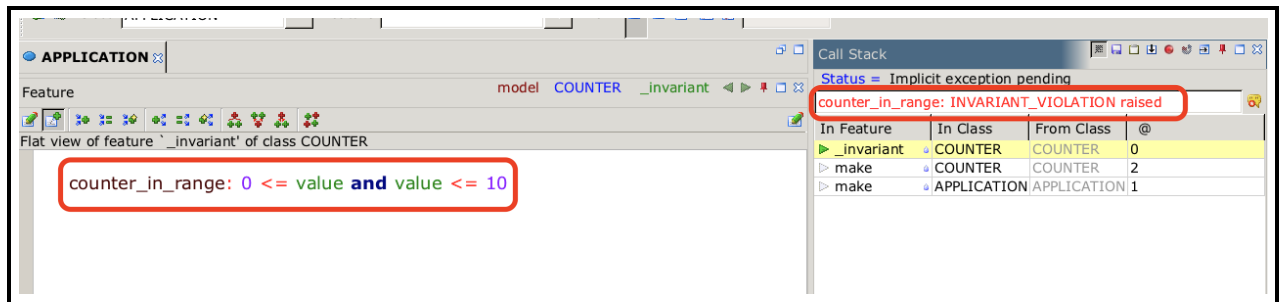 APPLICATION
Call Stack
Status = Implicit exception pending
Feature
model COUNTER _invariant
counter_in_range: INVARIANT_VIOLATION raised
Flat view of feature `_invariant' of class COUNTER
In Feature In Class From Class @
_invariant COUNTER COUNTER 0
make COUNTER COUNTER 2
make APPLICATION APPLICATION 1
counter_in_range: 0 <= value and value <= 10